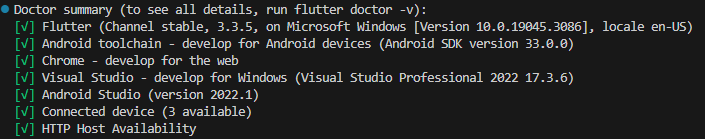 Doctor summary (to see all details, run flutter doctor -v):
[√] Flutter (Channel stable, 3.3.5, on Microsoft Windows [Version 10.0.19045.3086], locale en-US)
[√] Android toolchain - develop for Android devices (Android SDK version 33.0.0)
[√] Chrome - develop for the web
[√] Visual Studio - develop for Windows (Visual Studio Professional 2022 17.3.6)
[√] Android Studio (version 2022.1)
[√] Connected device (3 available)
[√] HTTP Host Availability